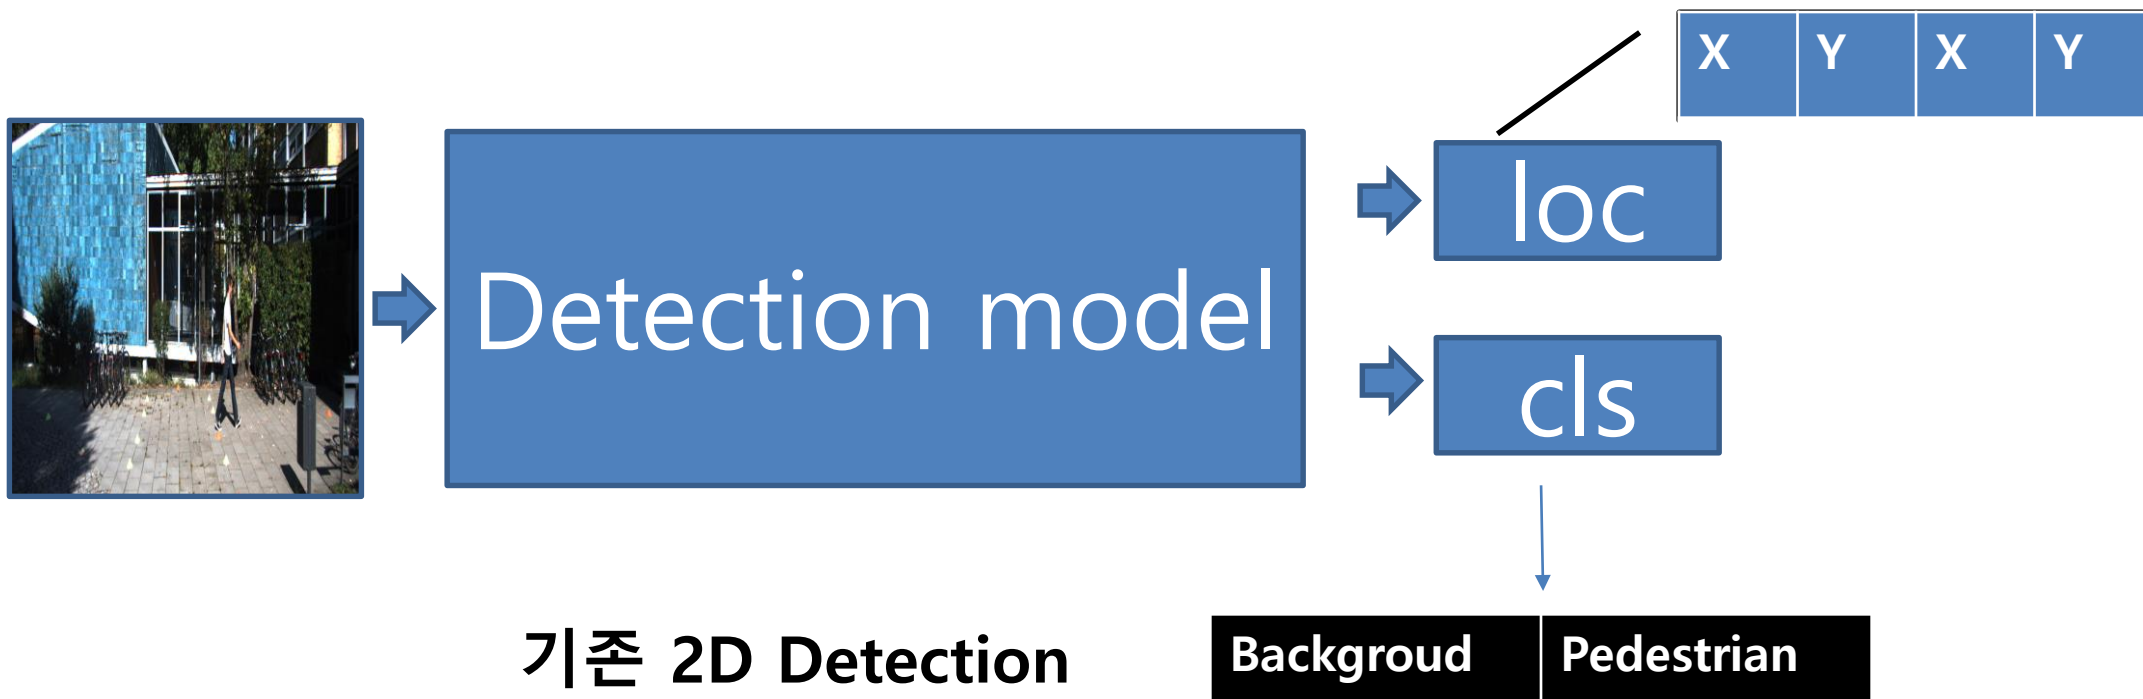 X Y X Y
loc
Detection model
cls
기존 2D Detection
Backgroud Pedestrian